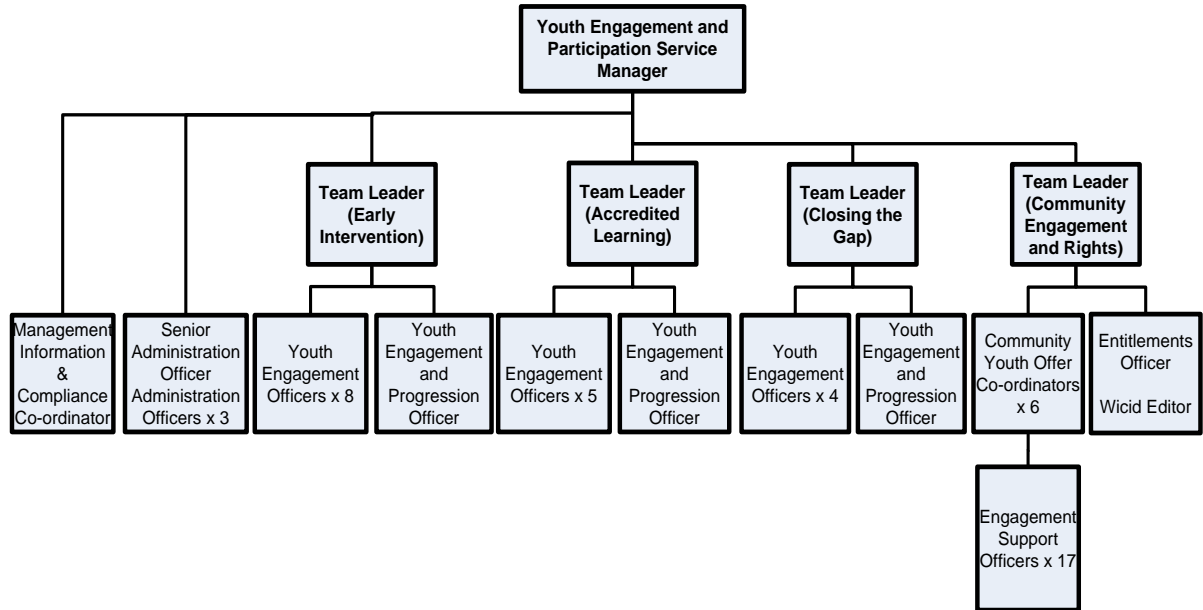 Youth Engagement and
Participation Service
Manager
Team Leader
(Early
Intervention)
Team Leader
(Accredited
Learning)
Team Leader
(Closing the
Gap)
Team Leader
(Community
Engagement
and Rights)
Management
Information
&
Compliance
Co-ordinator
Senior
Administration
Officer
Administration
Officers x 3
Youth
Engagement
Officers x 8
Youth
Engagement
and
Progression
Officer
Youth
Engagement
Officers x 5
Youth
Engagement
and
Progression
Officer
Youth
Engagement
Officers x 4
Youth
Engagement
and
Progression
Officer
Community
Youth Offer
Co-ordinators
x 6
Entitlements
Officer
Wicid Editor
Engagement
Support
Officers x 17